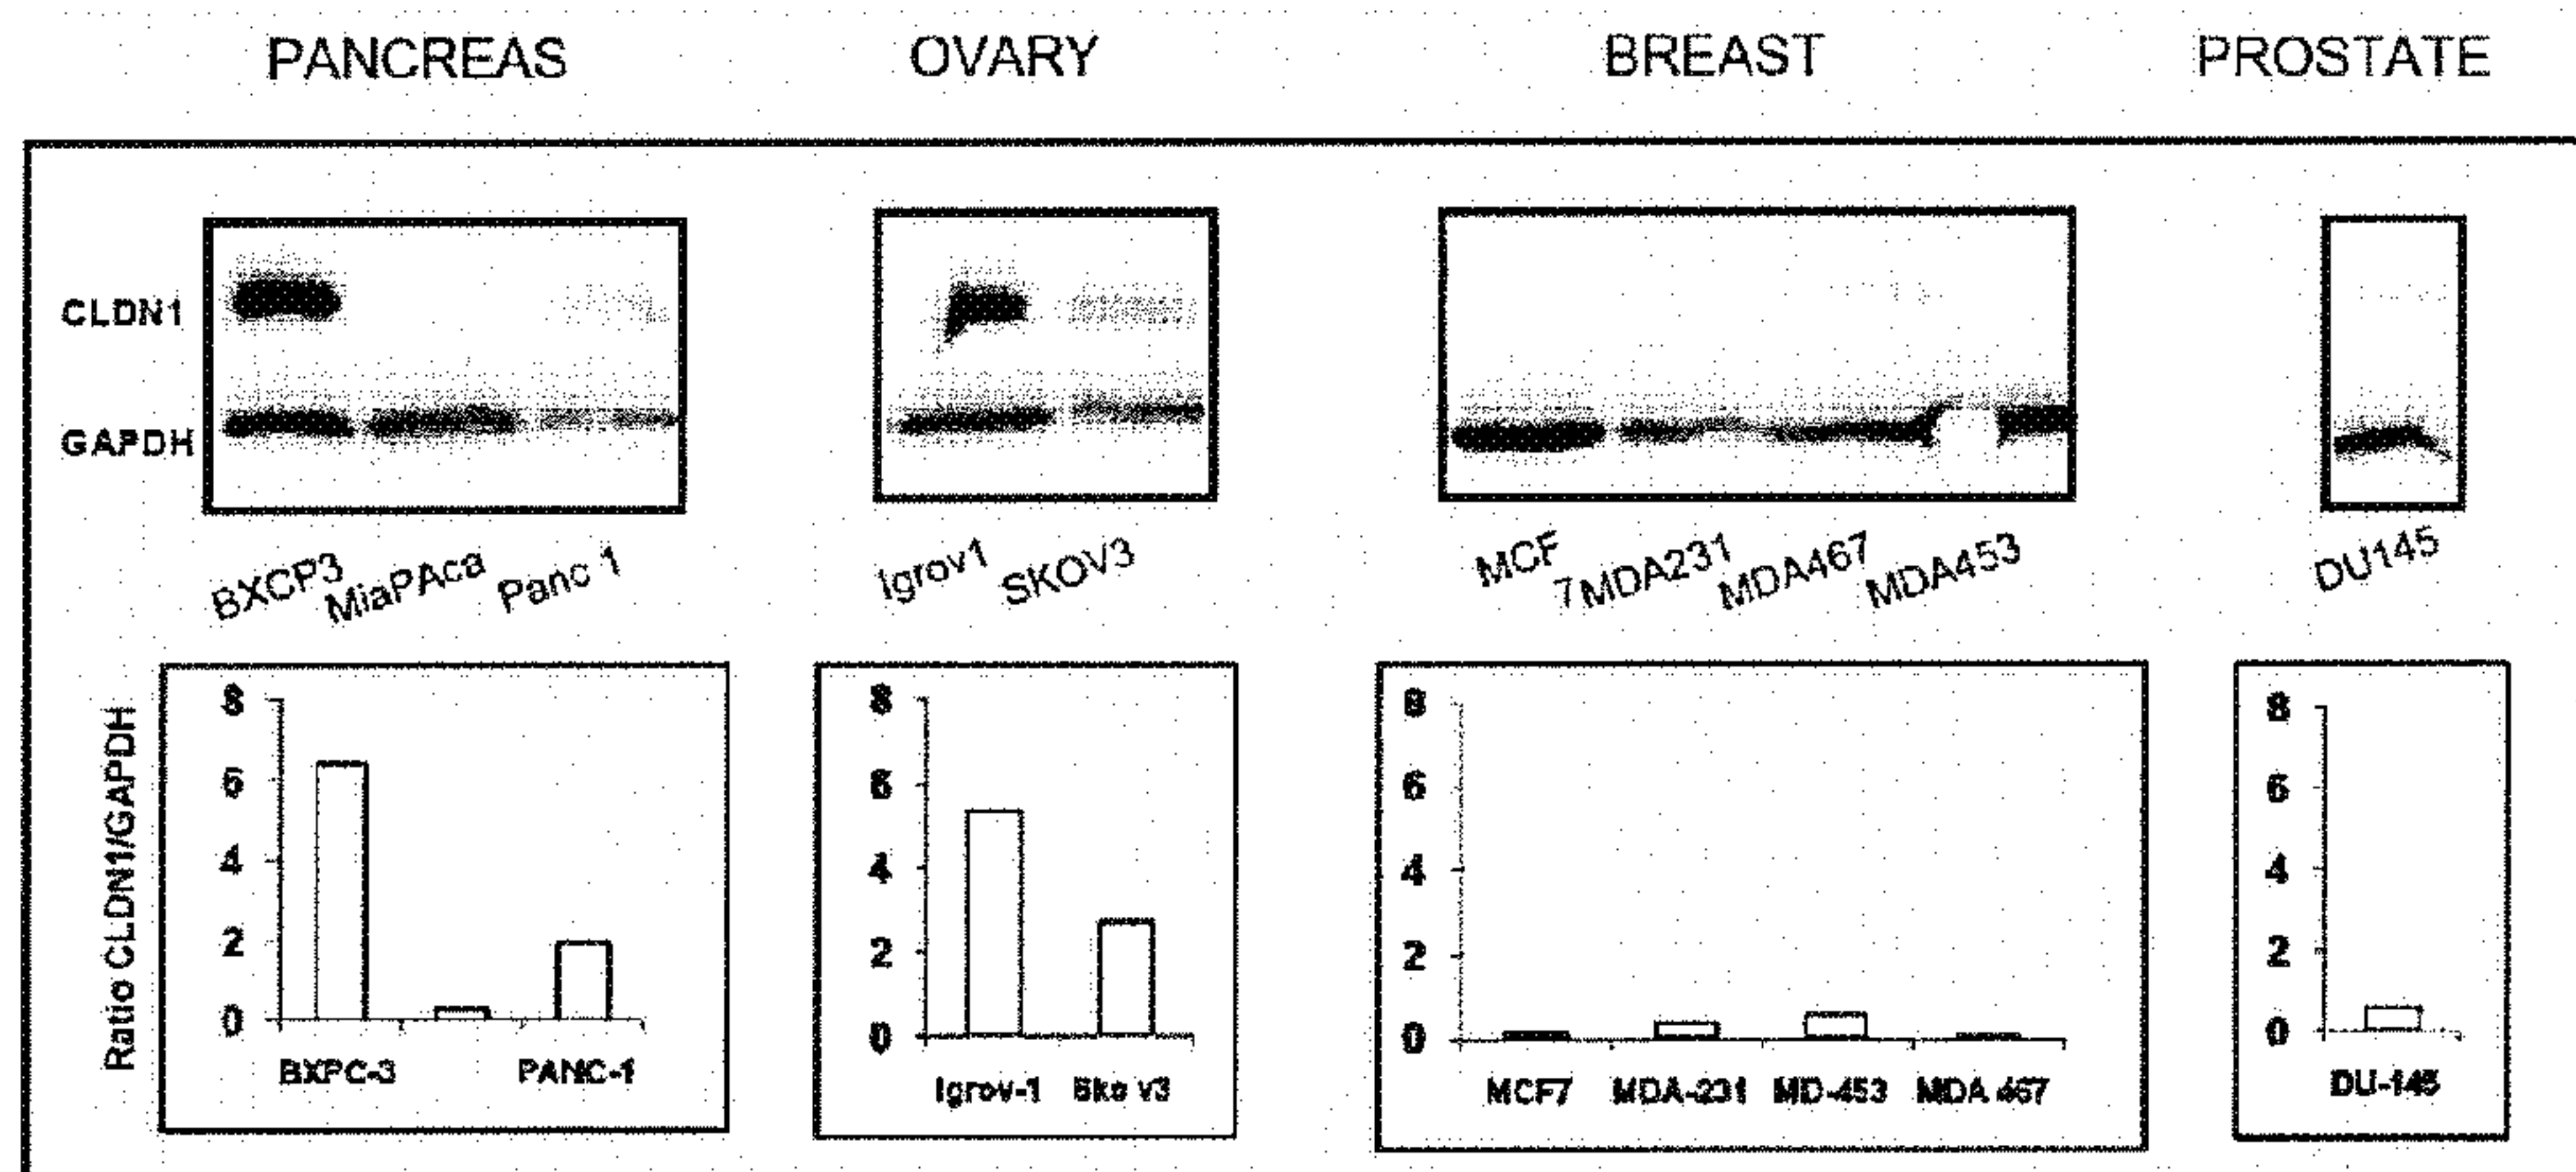 PANCREAS OVARY BREAST PROSTATE
CLDN1
GAPDH
BXCP3 MiaPAca Panc 1 Igrov1 SKOV3 MCF 7 MDA231 MDA467 MDA453 DU145
Ratio CLDN1/GAPDH
8 8 8 8
6 6 6 6
4 4 4 4
2 2 2 2
0 0 0 0
BXPC-3 PANC-1 Igrov-1 Sko v3 MCF7 MDA-231 MD-453 MDA 467 DU-145